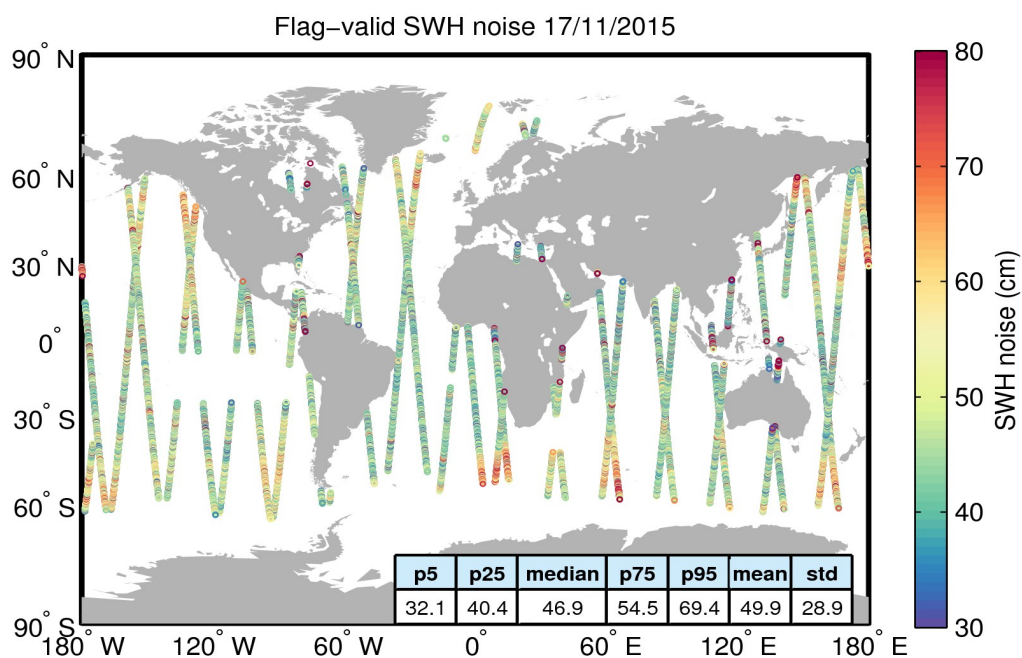 Flag−valid SWH noise 17/11/2015
90° N
60° N
30° N
0°
30° S
60° S
90° S
180° W
120° W
60° W
0°
60° E
120° E
180° E
80
70
60
50
40
30
SWH noise (cm)
p5 p25 median p75 p95 mean std
32.1 40.4 46.9 54.5 69.4 49.9 28.9